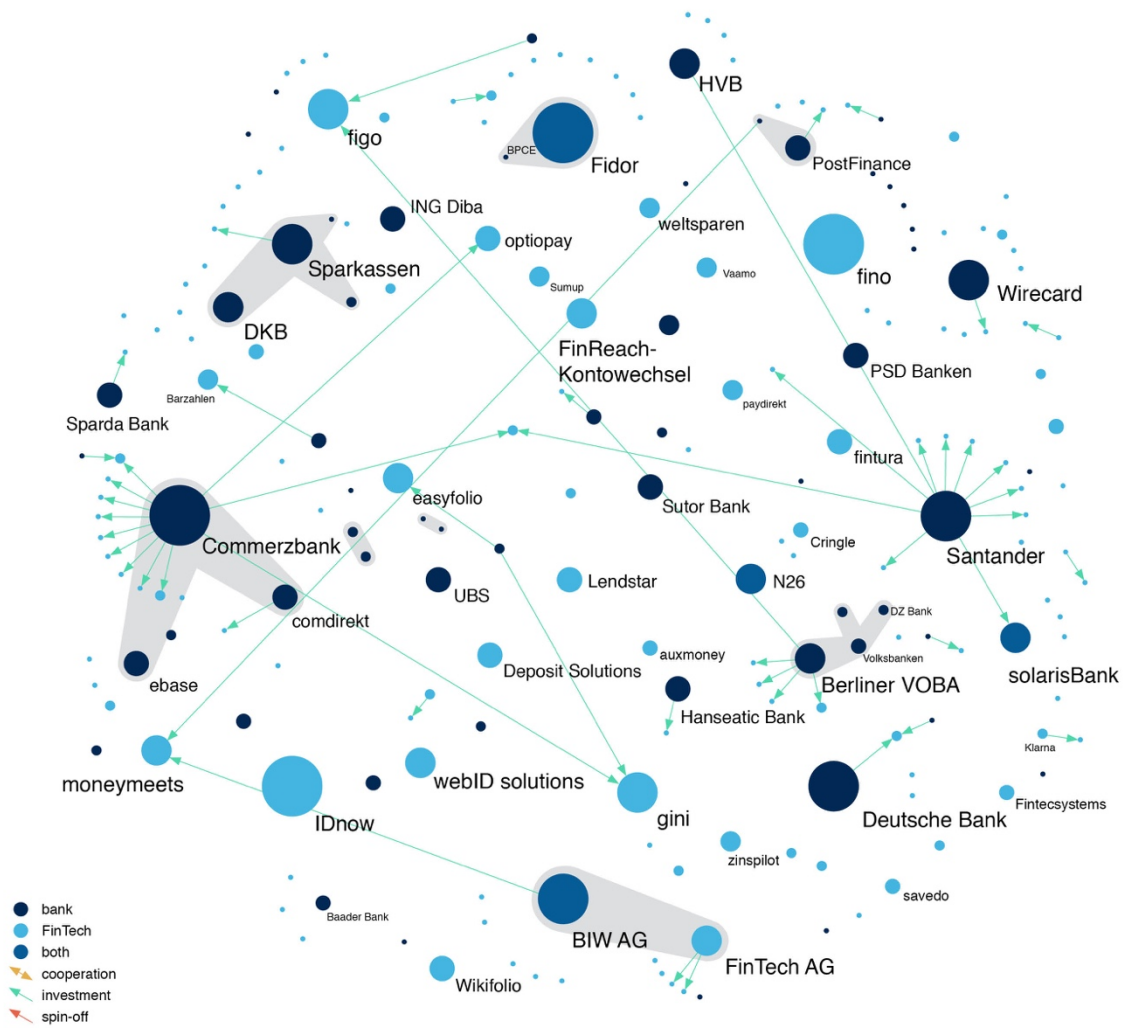 HVB
figo
BPCE
Fidor
PostFinance
ING Diba
weltsparen
optiopay
Sparkassen
Vaamo
fino
Sumup
Wirecard
DKB
FinReach-
Kontowechsel
PSD Banken
Barzahlen
paydirekt
Sparda Bank
fintura
easyfolio
Sutor Bank
Commerzbank
Cringle
Santander
UBS
Lendstar
N26
comdirekt
DZ Bank
auxmoney
Volksbanken
Deposit Solutions
solarisBank
ebase
Berliner VOBA
Hanseatic Bank
Klarna
moneymeets
webID solutions
Fintecsystems
IDnow
gini
Deutsche Bank
zinspilot
savedo
bank
Baader Bank
FinTech
BIW AG
both
FinTech AG
cooperation
Wikifolio
investment
spin-off